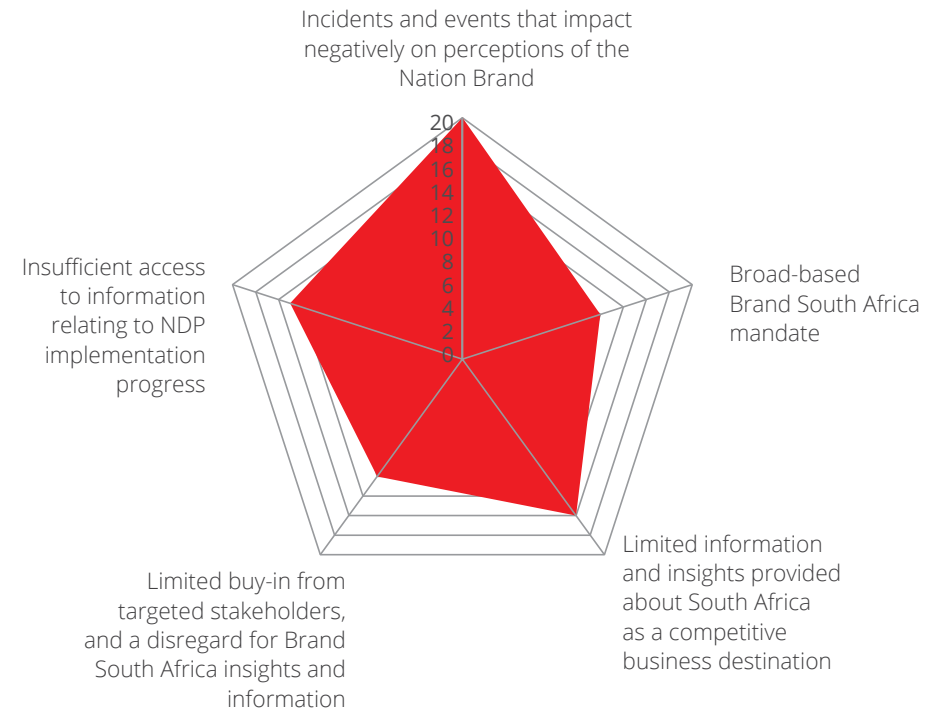 Incidents and events that impact
negatively on perceptions of the
Nation Brand
20
18
16
14
12
10
8
6
4
2
0
Insufficient access
to information
relating to NDP
implementation
progress
Broad-based
Brand South Africa
mandate
Limited information
and insights provided
about South Africa
as a competitive
business destination
Limited buy-in from
targeted stakeholders,
and a disregard for Brand
South Africa insights and
information